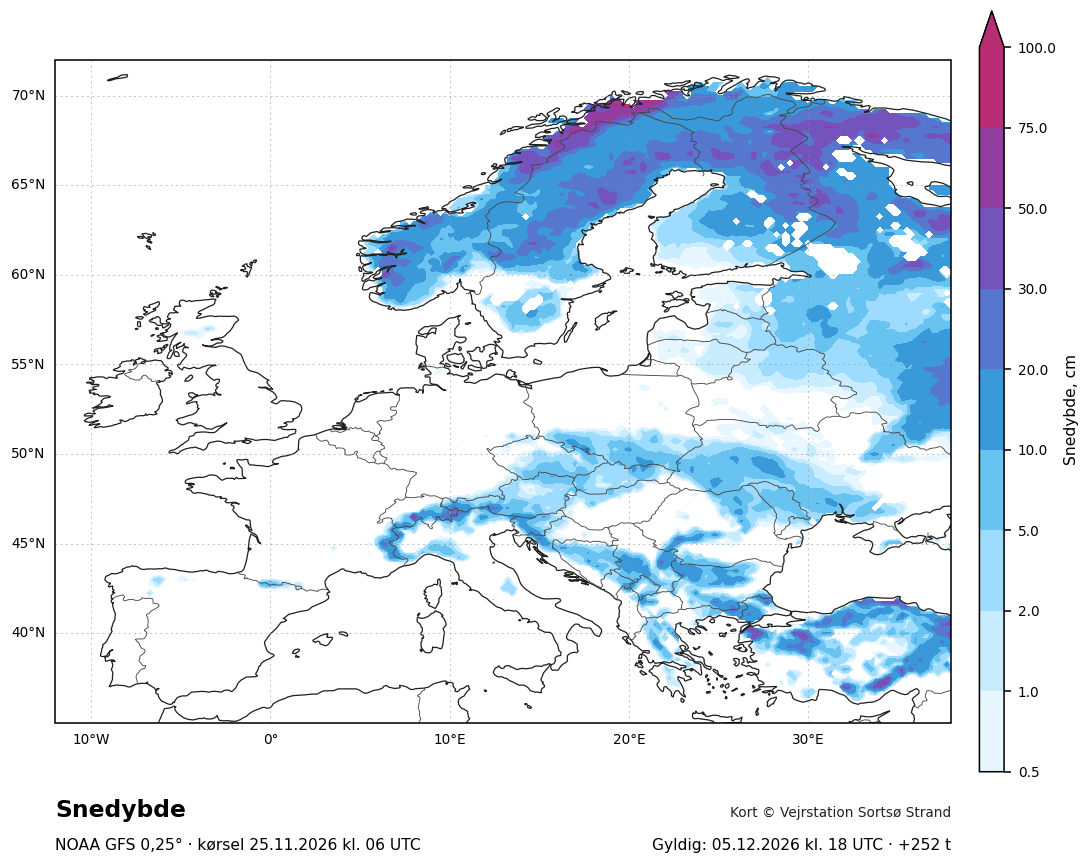 100.0
75.0
50.0
30.0
20.0
10.0
5.0
2.0
1.0
0.5
Snedybde, cm
70°N
65°N
60°N
55°N
50°N
45°N
40°N
10°W 0° 10°E 20°E 30°E
Snedybde
Kort © Vejrstation Sortsø Strand
NOAA GFS 0,25° · kørsel 25.11.2026 kl. 06 UTC
Gyldig: 05.12.2026 kl. 18 UTC · +252 t